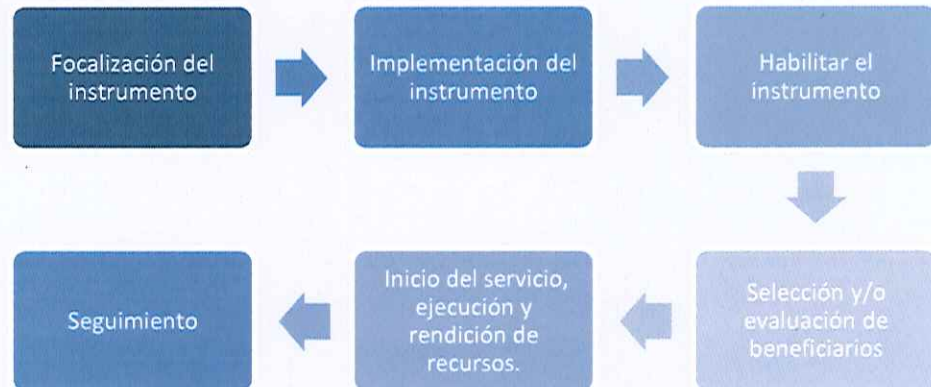 Focalización del
instrumento
Implementación del
instrumento
Habilitar el
instrumento
Selección y/o
evaluación de
beneficiarios
Inicio del servicio,
ejecución y
rendición de
recursos.
Seguimiento